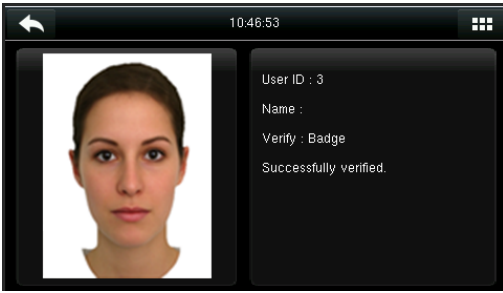 10:46:53
User ID : 3
Name :
Verify : Badge
Successfully verified.